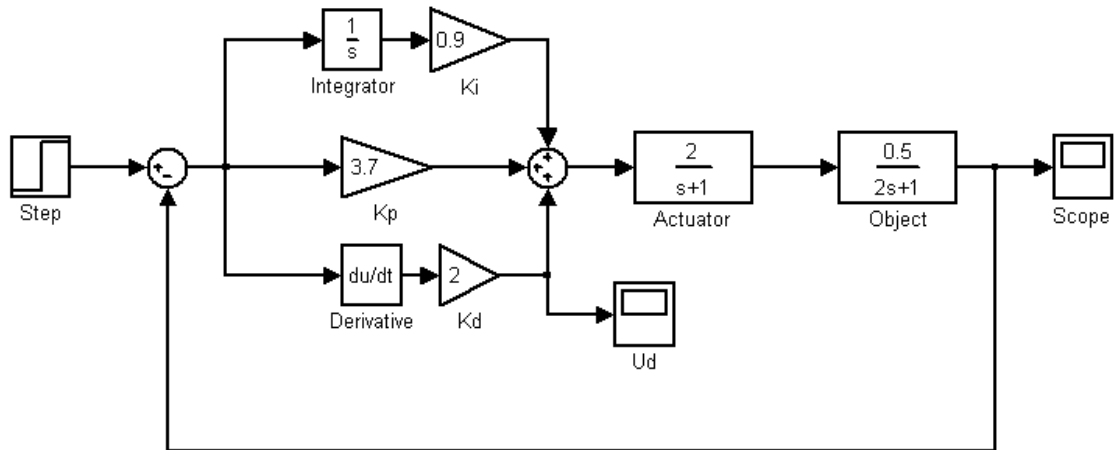 1
s
Integrator
0.9
Ki
Step
+
−
3.7
Kp
+
+
+
2
s+1
Actuator
0.5
2s+1
Object
Scope
du/dt
Derivative
2
Kd
Ud